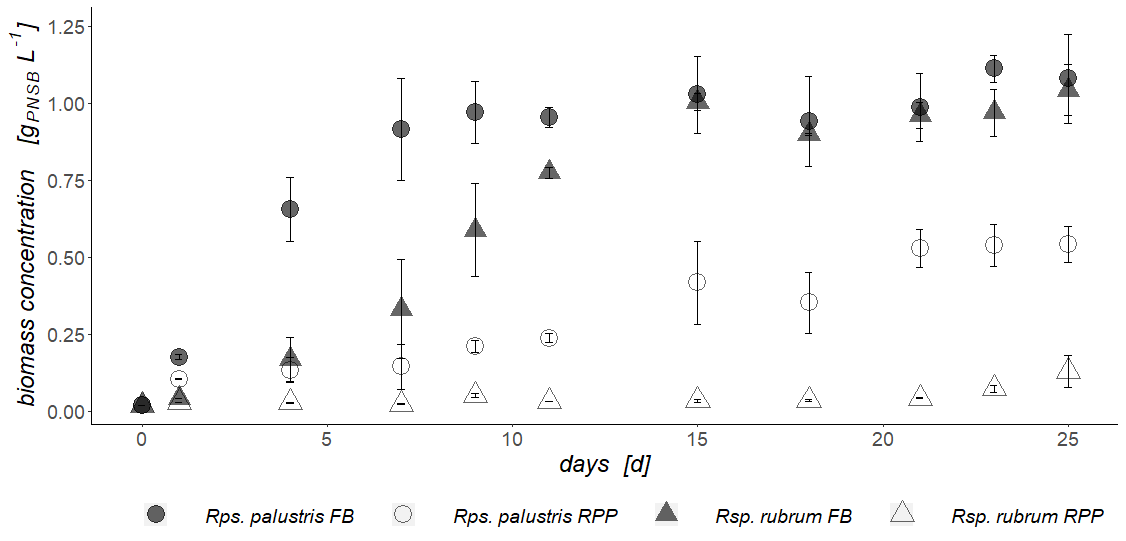 biomass concentration [gPNSB L-1]
1.25
1.00
0.75
0.50
0.25
0.00
0 5 10 15 20 25
days [d]
Rps. palustris FB Rps. palustris RPP Rsp. rubrum FB Rsp. rubrum RPP